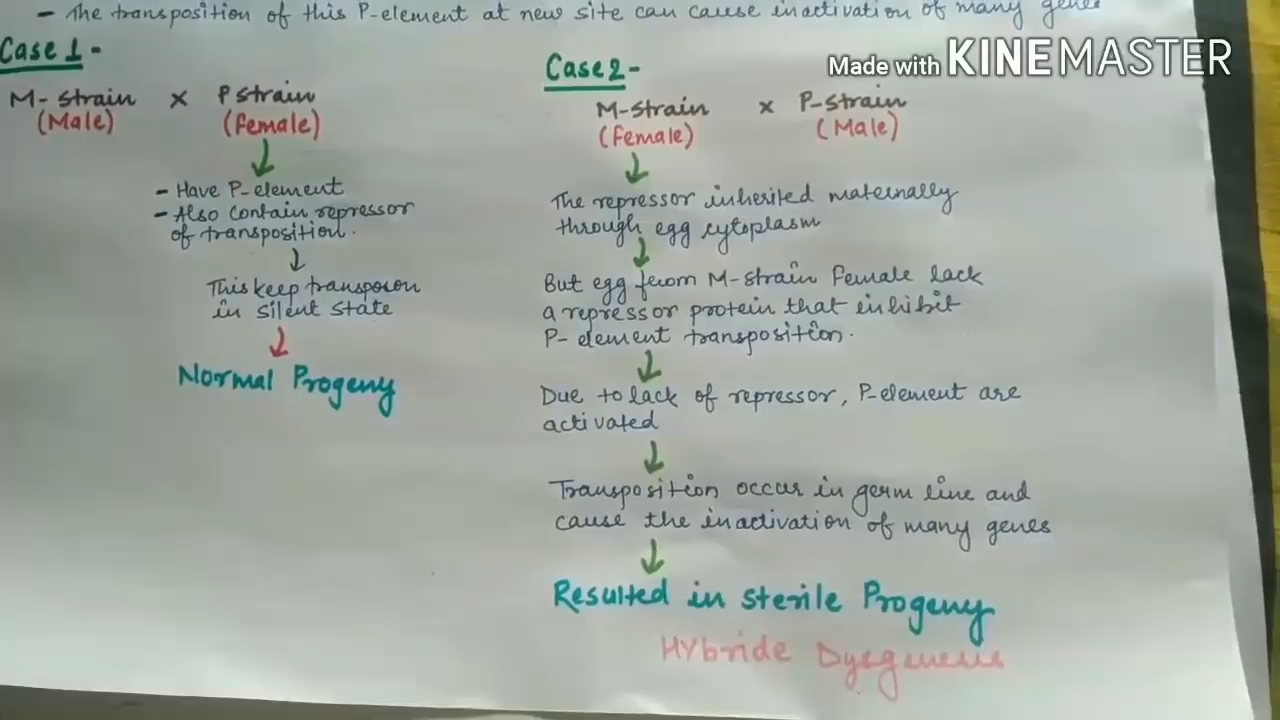 - The transposition of this P-element at new site can cause inactivation of many genes
Made with KINEMASTER
Case 1 -
M- strain x P strain
(Male) (Female)
- Have P-element
- Also contain repressor
of transposition.
This keep transposon
in silent state
Normal Progeny
Case 2 -
M-strain x P-strain
(Female) (Male)
The repressor inherited maternally
through egg cytoplasm
But egg from M-strain Female lack
a repressor protein that inhibit
P- element transposition.
Due to lack of repressor, P-element are
activated
Transposition occur in germ line and
cause the inactivation of many genes
Resulted in sterile Progeny
Hybride Dysgenesis